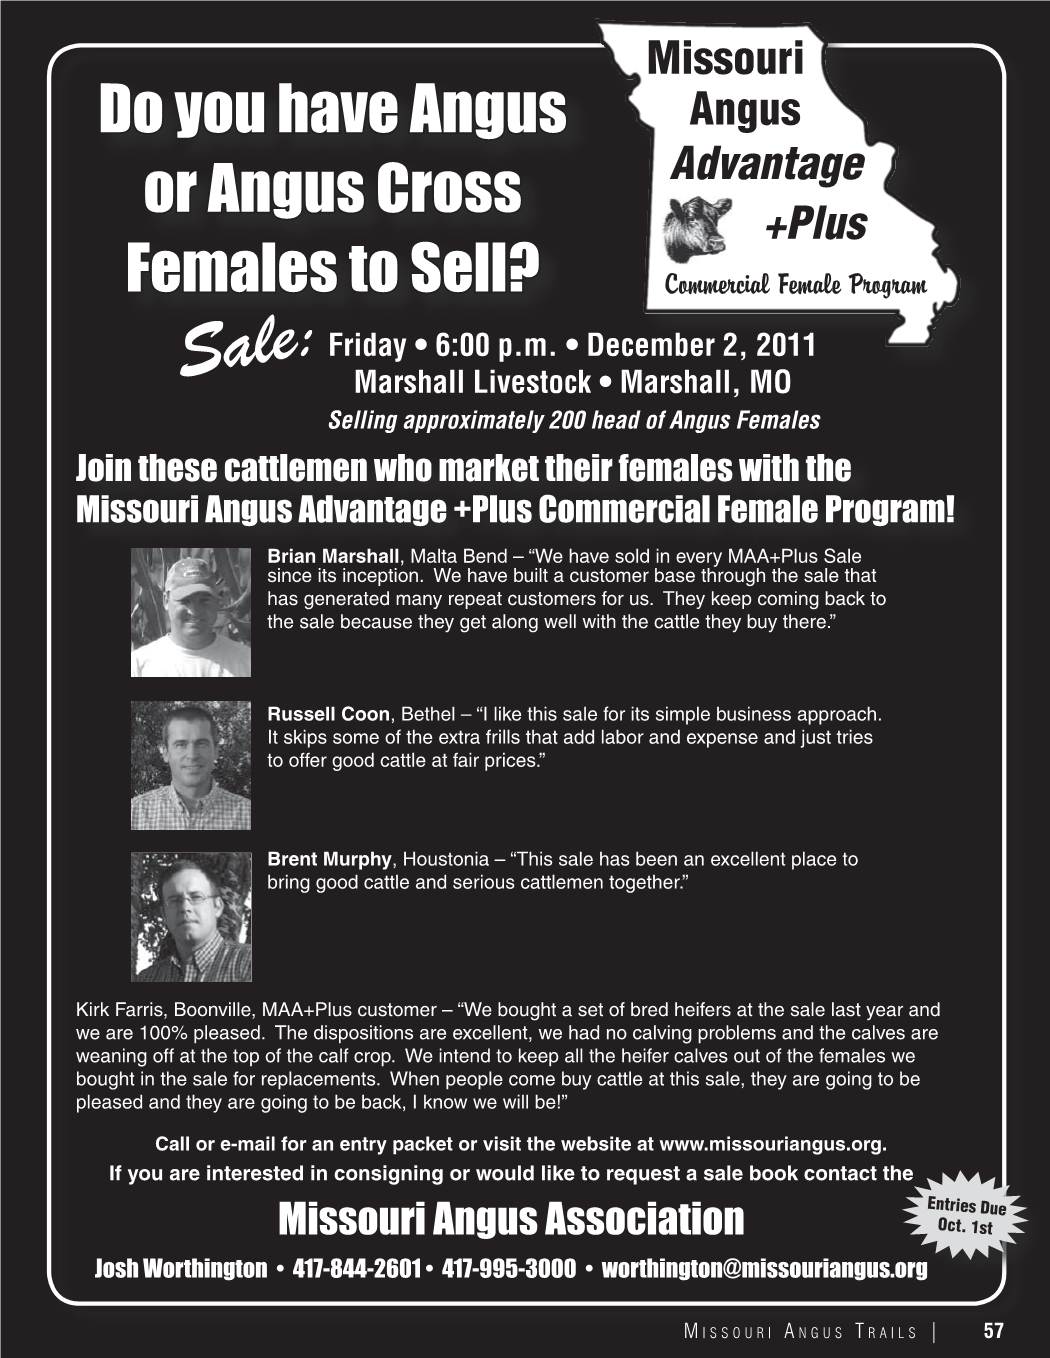 Missouri
Angus
Advantage
+Plus
Commercial Female Program
Do you have Angus
or Angus Cross
Females to Sell?
Sale: Friday • 6:00 p.m. • December 2, 2011
Marshall Livestock • Marshall, MO
Selling approximately 200 head of Angus Females
Join these cattlemen who market their females with the
Missouri Angus Advantage +Plus Commercial Female Program!
Brian Marshall, Malta Bend – “We have sold in every MAA+Plus Sale
since its inception. We have built a customer base through the sale that
has generated many repeat customers for us. They keep coming back to
the sale because they get along well with the cattle they buy there.”
Russell Coon, Bethel – “I like this sale for its simple business approach.
It skips some of the extra frills that add labor and expense and just tries
to offer good cattle at fair prices.”
Brent Murphy, Houstonia – “This sale has been an excellent place to
bring good cattle and serious cattlemen together.”
Kirk Farris, Boonville, MAA+Plus customer – “We bought a set of bred heifers at the sale last year and
we are 100% pleased. The dispositions are excellent, we had no calving problems and the calves are
weaning off at the top of the calf crop. We intend to keep all the heifer calves out of the females we
bought in the sale for replacements. When people come buy cattle at this sale, they are going to be
pleased and they are going to be back, I know we will be!”
Call or e-mail for an entry packet or visit the website at www.missouriangus.org.
If you are interested in consigning or would like to request a sale book contact the
Missouri Angus Association
Entries Due
Oct. 1st
Josh Worthington • 417-844-2601 • 417-995-3000 • worthington@missouriangus.org
Missouri Angus Trails | 57